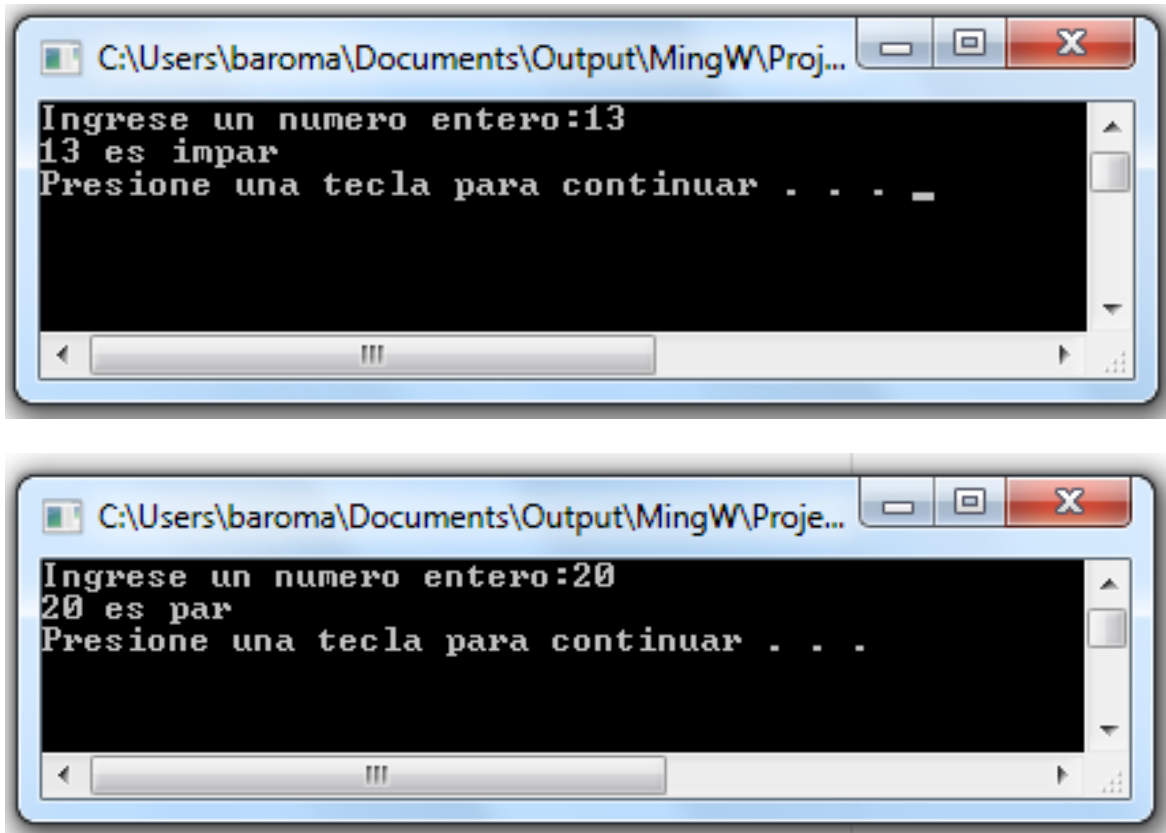 C:\Users\baroma\Documents\Output\MingW\Proj...
Ingrese un numero entero:13
13 es impar
Presione una tecla para continuar . . . _
C:\Users\baroma\Documents\Output\MingW\Proje...
Ingrese un numero entero:20
20 es par
Presione una tecla para continuar . . .